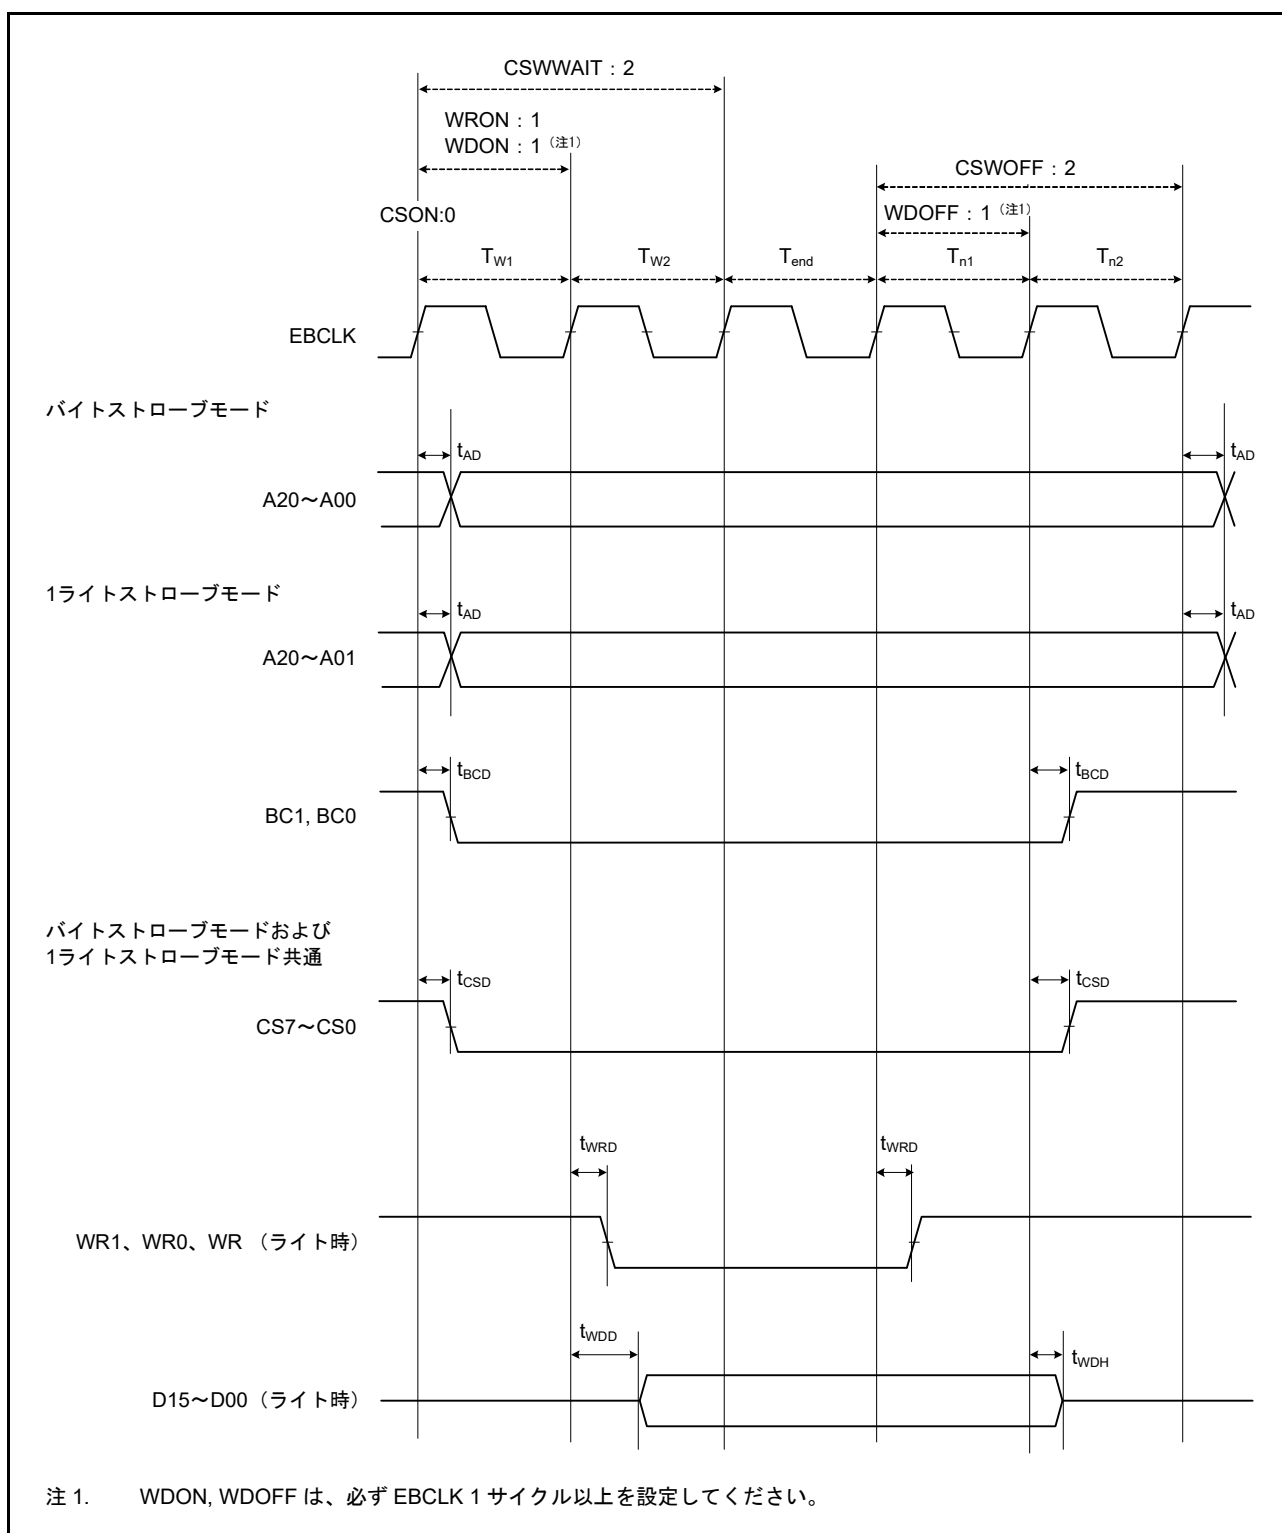 CSWWAIT：2
WRON：1
WDON：1（注1）
CSWOFF：2
WDOFF：1（注1）
CSON:0
TW1 TW2 Tend Tn1 Tn2
EBCLK
バイトストローブモード
tAD tAD
A20～A00
1ライトストローブモード
tAD tAD
A20～A01
tBCD tBCD
BC1, BC0
バイトストローブモードおよび
1ライトストローブモード共通
tCSD tCSD
CS7～CS0
tWRD tWRD
WR1、WR0、WR （ライト時）
tWDD tWDH
D15～D00（ライト時）
注 1. WDON, WDOFF は、必ず EBCLK 1 サイクル以上を設定してください。